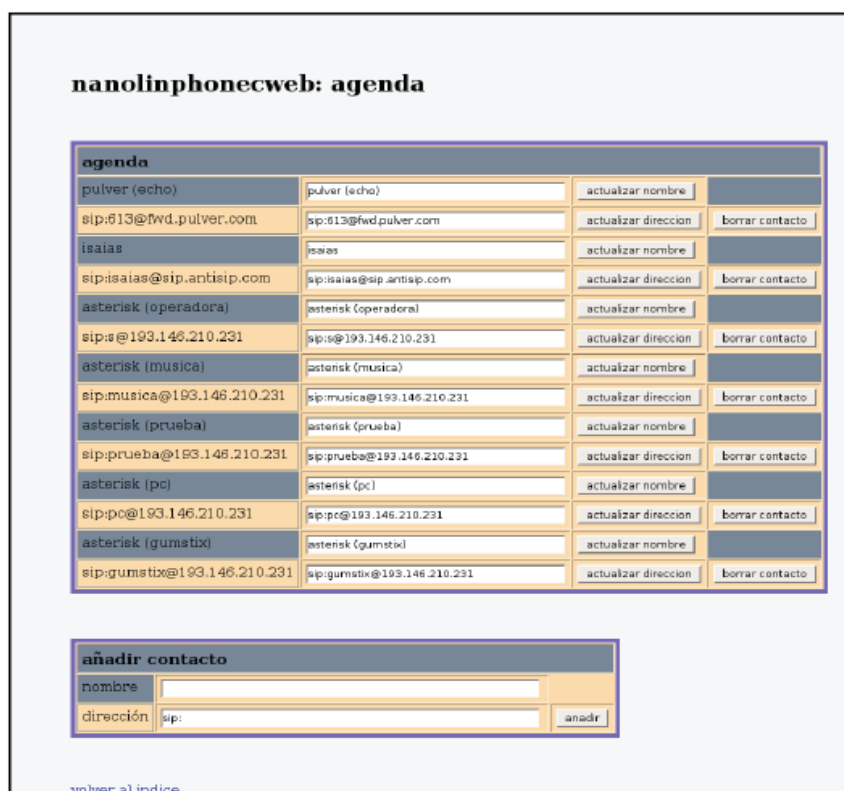 nanolinphonecweb: agenda
agenda
pulver (echo) pulver (echo) actualizar nombre
sip:613@fwd.pulver.com sip:613@fwd.pulver.com actualizar direccion borrar contacto
isaias isaias actualizar nombre
sip:isaias@sip.antisip.com sip:isaias@sip.antisip.com actualizar direccion borrar contacto
asterisk (operadora) asterisk (operadora) actualizar nombre
sip:s@193.146.210.231 sip:s@193.146.210.231 actualizar direccion borrar contacto
asterisk (musica) asterisk (musica) actualizar nombre
sip:musica@193.146.210.231 sip:musica@193.146.210.231 actualizar direccion borrar contacto
asterisk (prueba) asterisk (prueba) actualizar nombre
sip:prueba@193.146.210.231 sip:prueba@193.146.210.231 actualizar direccion borrar contacto
asterisk (pc) asterisk (pc) actualizar nombre
sip:pc@193.146.210.231 sip:pc@193.146.210.231 actualizar direccion borrar contacto
asterisk (gumstix) asterisk (gumstix) actualizar nombre
sip:gumstix@193.146.210.231 sip:gumstix@193.146.210.231 actualizar direccion borrar contacto
añadir contacto
nombre
dirección sip: anadir
volver al indice